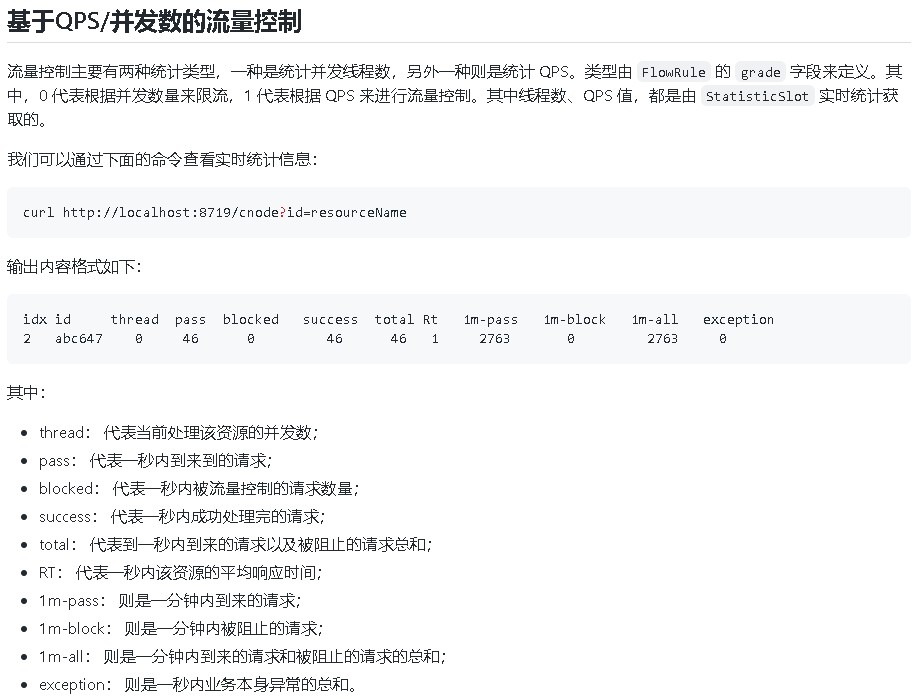 基于QPS/并发数的流量控制
流量控制主要有两种统计类型，一种是统计并发线程数，另外一种则是统计 QPS。类型由 FlowRule 的 grade 字段来定义。其
中，0 代表根据并发数量来限流，1 代表根据 QPS 来进行流量控制。其中线程数、QPS 值，都是由 StatisticSlot 实时统计获
取的。
我们可以通过下面的命令查看实时统计信息：
curl http://localhost:8719/cnode?id=resourceName
输出内容格式如下：
idx id     thread  pass  blocked   success  total Rt   1m-pass   1m-block   1m-all   exception
2   abc647    0     46      0         46      46   1     2763       0         2763     0
其中：
• thread： 代表当前处理该资源的并发数；
• pass： 代表一秒内到来到的请求；
• blocked： 代表一秒内被流量控制的请求数量；
• success： 代表一秒内成功处理完的请求；
• total： 代表到一秒内到来的请求以及被阻止的请求总和；
• RT： 代表一秒内该资源的平均响应时间；
• 1m-pass： 则是一分钟内到来的请求；
• 1m-block： 则是一分钟内被阻止的请求；
• 1m-all： 则是一分钟内到来的请求和被阻止的请求的总和；
• exception： 则是一秒内业务本身异常的总和。